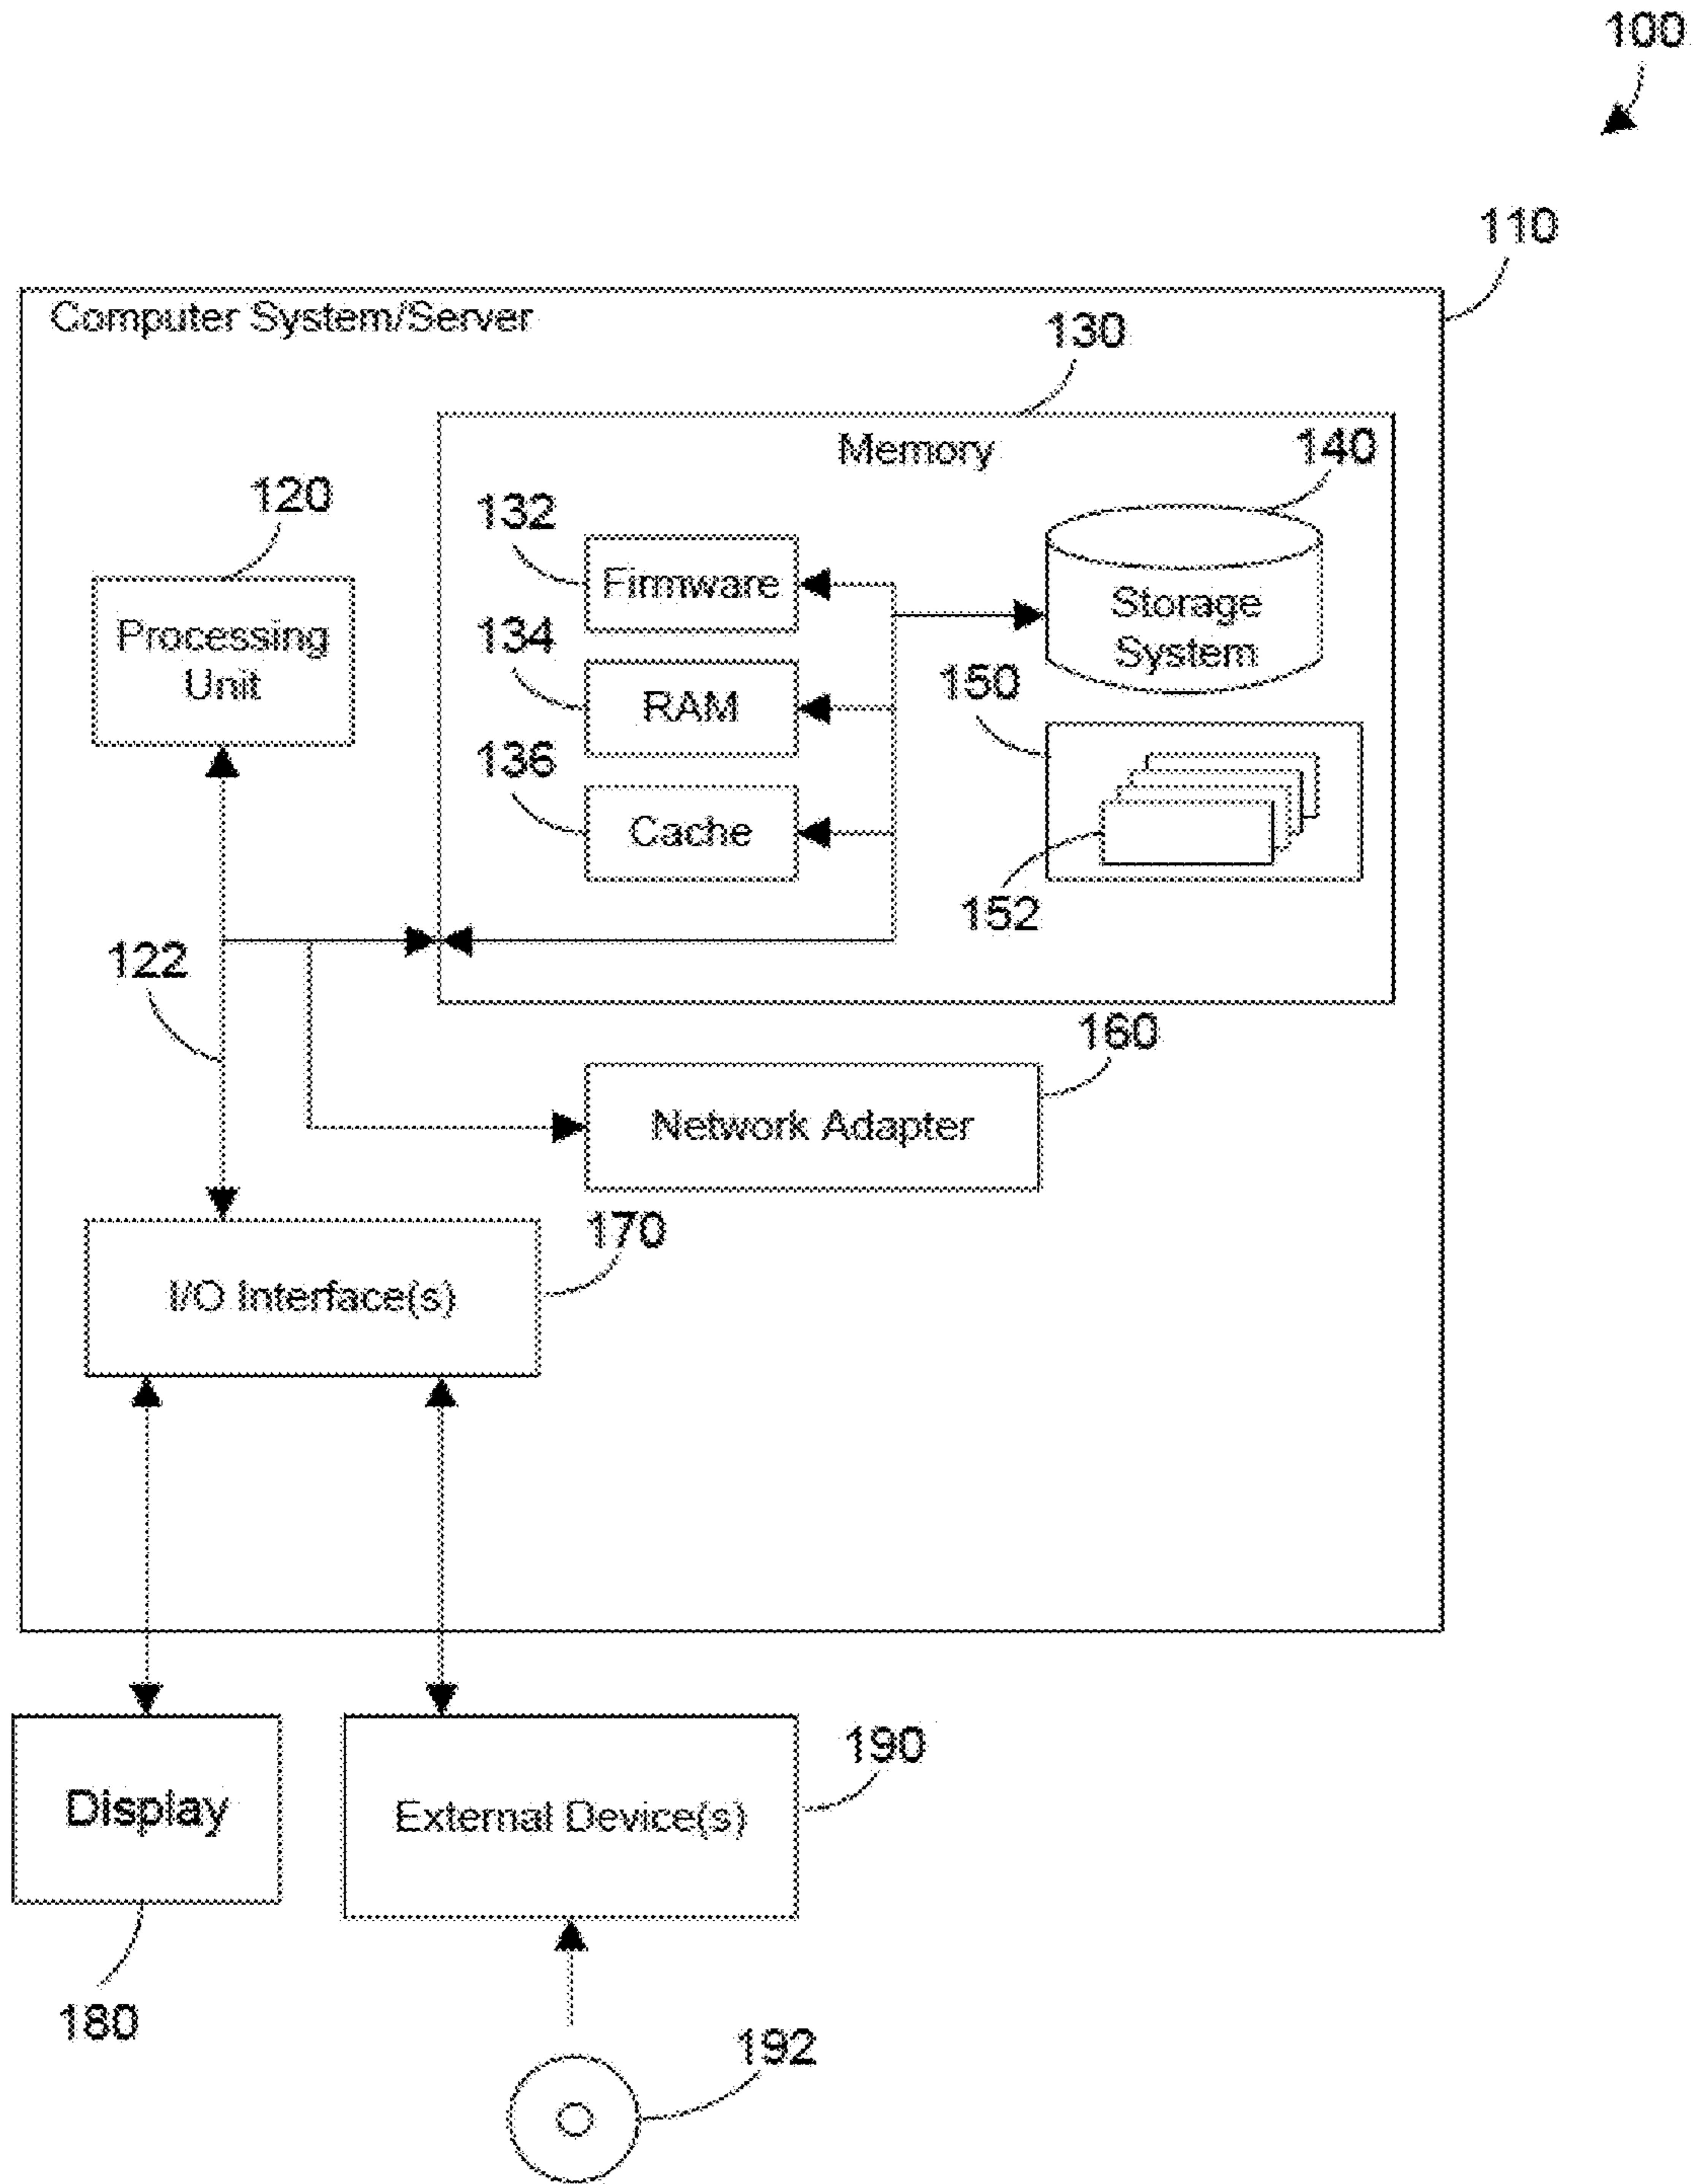 100
110
Computer System/Server
130
Memory
140
120
132
Firmware
Storage
System
Processing
Unit
134
RAM
150
136
Cache
152
122
160
Network Adapter
170
I/O Interface(s)
190
Display
External Device(s)
180
192